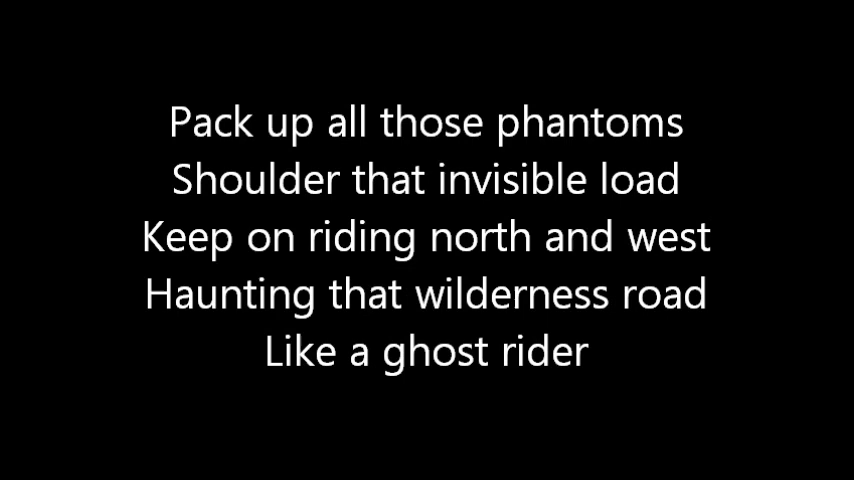 Pack up all those phantoms
Shoulder that invisible load
Keep on riding north and west
Haunting that wilderness road
Like a ghost rider